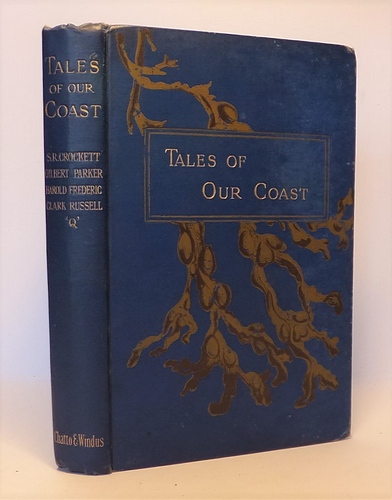 TALES
OF OUR
COAST
S.R. CROCKETT
GILBERT PARKER
HAROLD FREDERIC
CLARK RUSSELL
'Q'
Chatto & Windus
TALES OF
OUR COAST